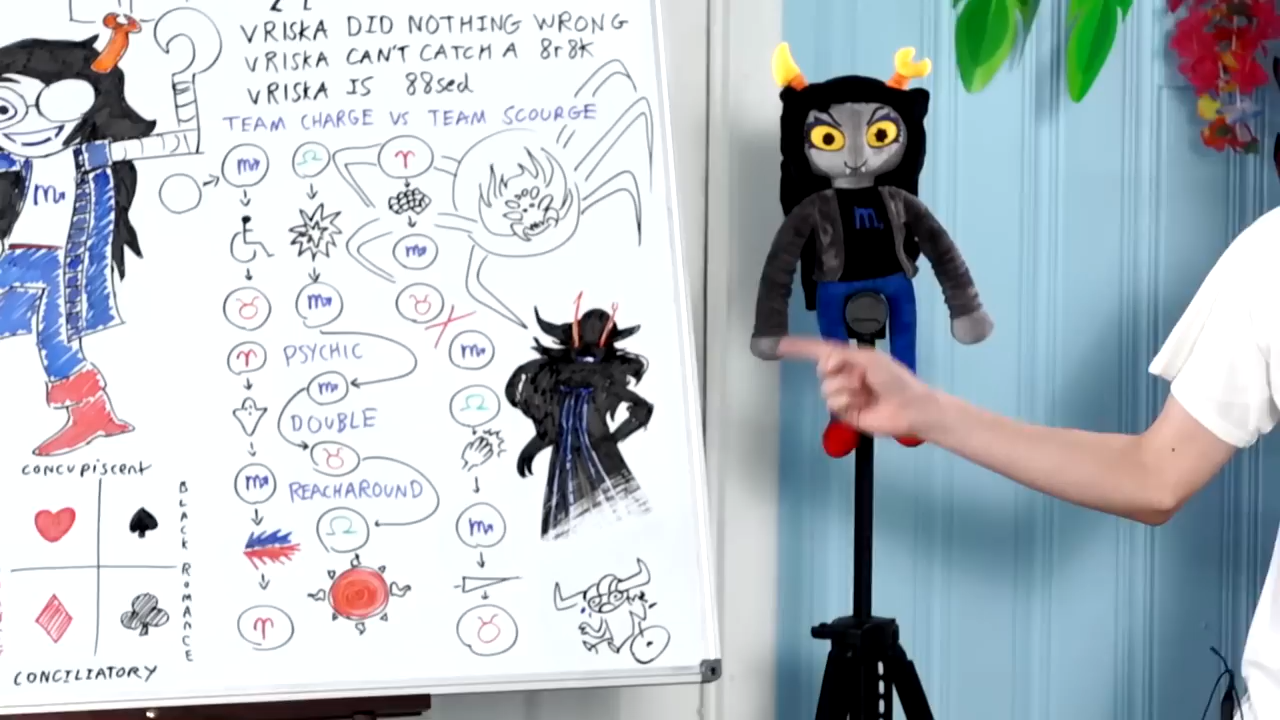 VRISKA DID NOTHING WRONG
VRISKA CAN'T CATCH A 8r8k
VRISKA IS 88sed
TEAM CHARGE VS TEAM SCOURGE
PSYCHIC
DOUBLE
REACHAROUND
CONCUPISCENT
BLACK ROMANCE
CONCILIATORY